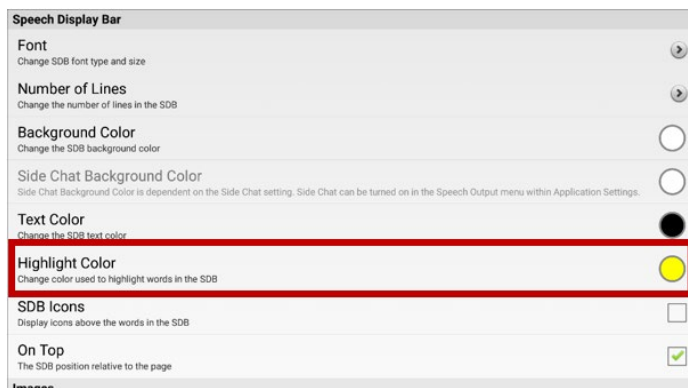 Speech Display Bar
Font
Change SDB font type and size
Number of Lines
Change the number of lines in the SDB
Background Color
Change the SDB background color
Side Chat Background Color
Side Chat Background Color is dependent on the Side Chat setting. Side Chat can be turned on in the Speech Output menu within Application Settings.
Text Color
Change the SDB text color
Highlight Color
Change color used to highlight words in the SDB
SDB Icons
Display icons above the words in the SDB
On Top
The SDB position relative to the page
Images